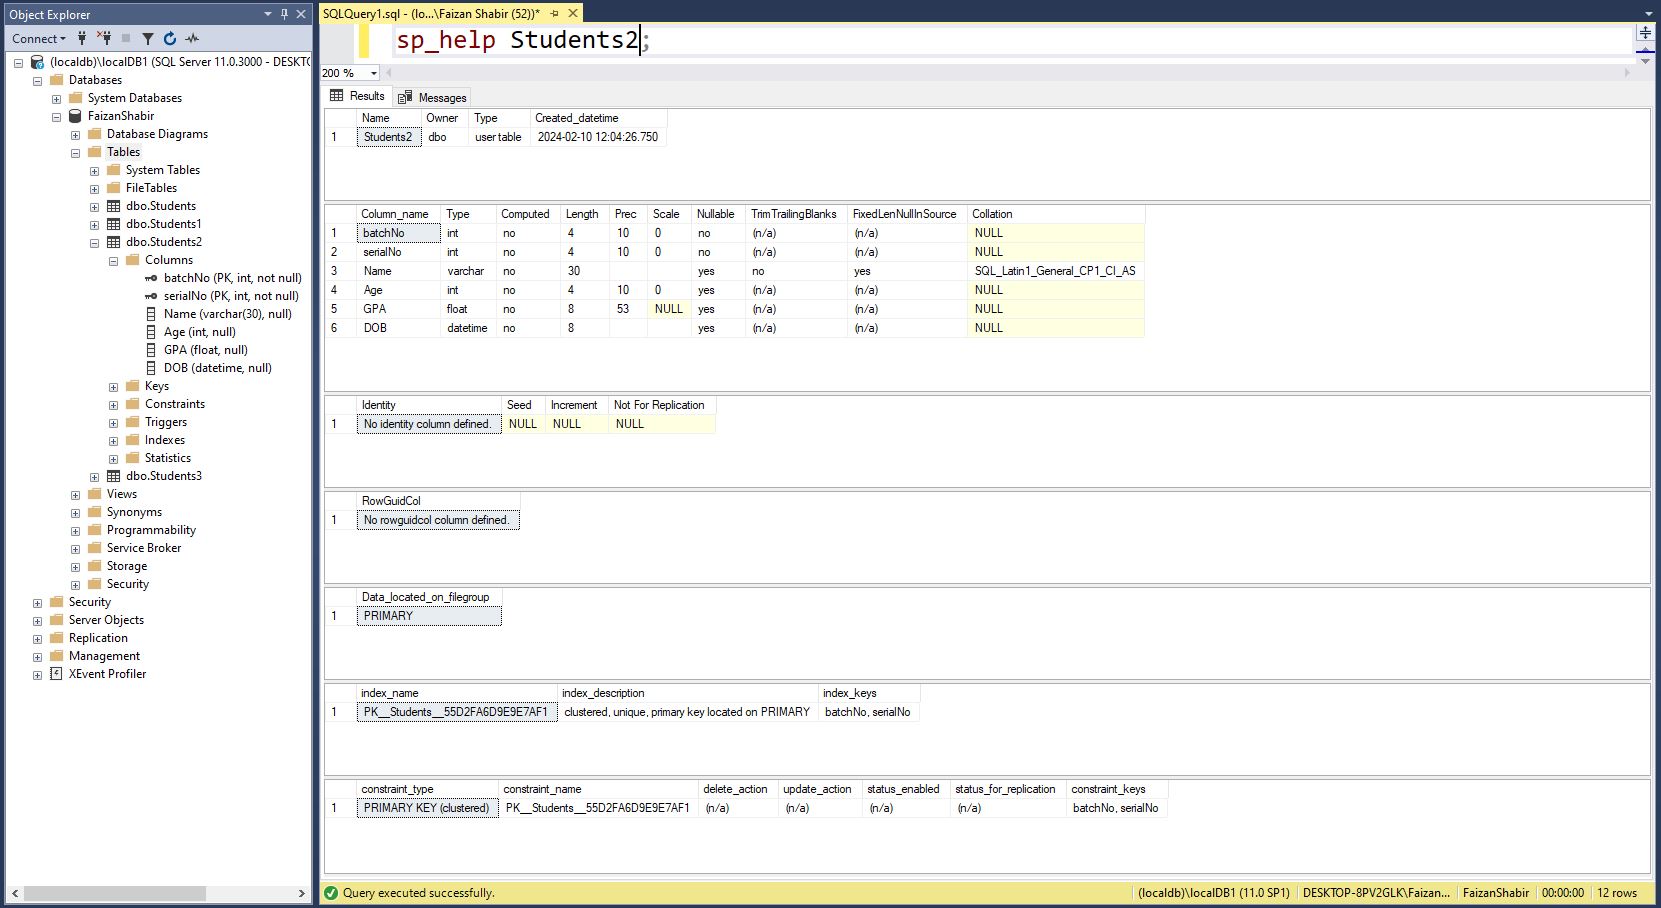 Object Explorer
Connect
(localdb)\localDB1 (SQL Server 11.0.3000 - DESKTO
Databases
System Databases
FaizanShabir
Database Diagrams
Tables
System Tables
FileTables
dbo.Students
dbo.Students1
dbo.Students2
Columns
batchNo (PK, int, not null)
serialNo (PK, int, not null)
Name (varchar(30), null)
Age (int, null)
GPA (float, null)
DOB (datetime, null)
Keys
Constraints
Triggers
Indexes
Statistics
dbo.Students3
Views
Synonyms
Programmability
Service Broker
Storage
Security
Security
Server Objects
Replication
Management
XEvent Profiler
SQLQuery1.sql - (lo...\Faizan Shabir (52))*
sp_help Students2;
200 %
Results Messages
Name Owner Type Created_datetime
1 Students2 dbo user table 2024-02-10 12:04:26.750
Column_name Type Computed Length Prec Scale Nullable TrimTrailingBlanks FixedLenNullInSource Collation
1 batchNo int no 4 10 0 no (n/a) (n/a) NULL
2 serialNo int no 4 10 0 no (n/a) (n/a) NULL
3 Name varchar no 30 yes no yes SQL_Latin1_General_CP1_CI_AS
4 Age int no 4 10 0 yes (n/a) (n/a) NULL
5 GPA float no 8 53 NULL yes (n/a) (n/a) NULL
6 DOB datetime no 8 yes (n/a) (n/a) NULL
Identity Seed Increment Not For Replication
1 No identity column defined. NULL NULL NULL
RowGuidCol
1 No rowguidcol column defined.
Data_located_on_filegroup
1 PRIMARY
index_name index_description index_keys
1 PK__Students__55D2FA6D9E9E7AF1 clustered, unique, primary key located on PRIMARY batchNo, serialNo
constraint_type constraint_name delete_action update_action status_enabled status_for_replication constraint_keys
1 PRIMARY KEY (clustered) PK__Students__55D2FA6D9E9E7AF1 (n/a) (n/a) (n/a) (n/a) batchNo, serialNo
Query executed successfully. (localdb)\localDB1 (11.0 SP1) DESKTOP-8PV2GLK\Faizan... FaizanShabir 00:00:00 12 rows